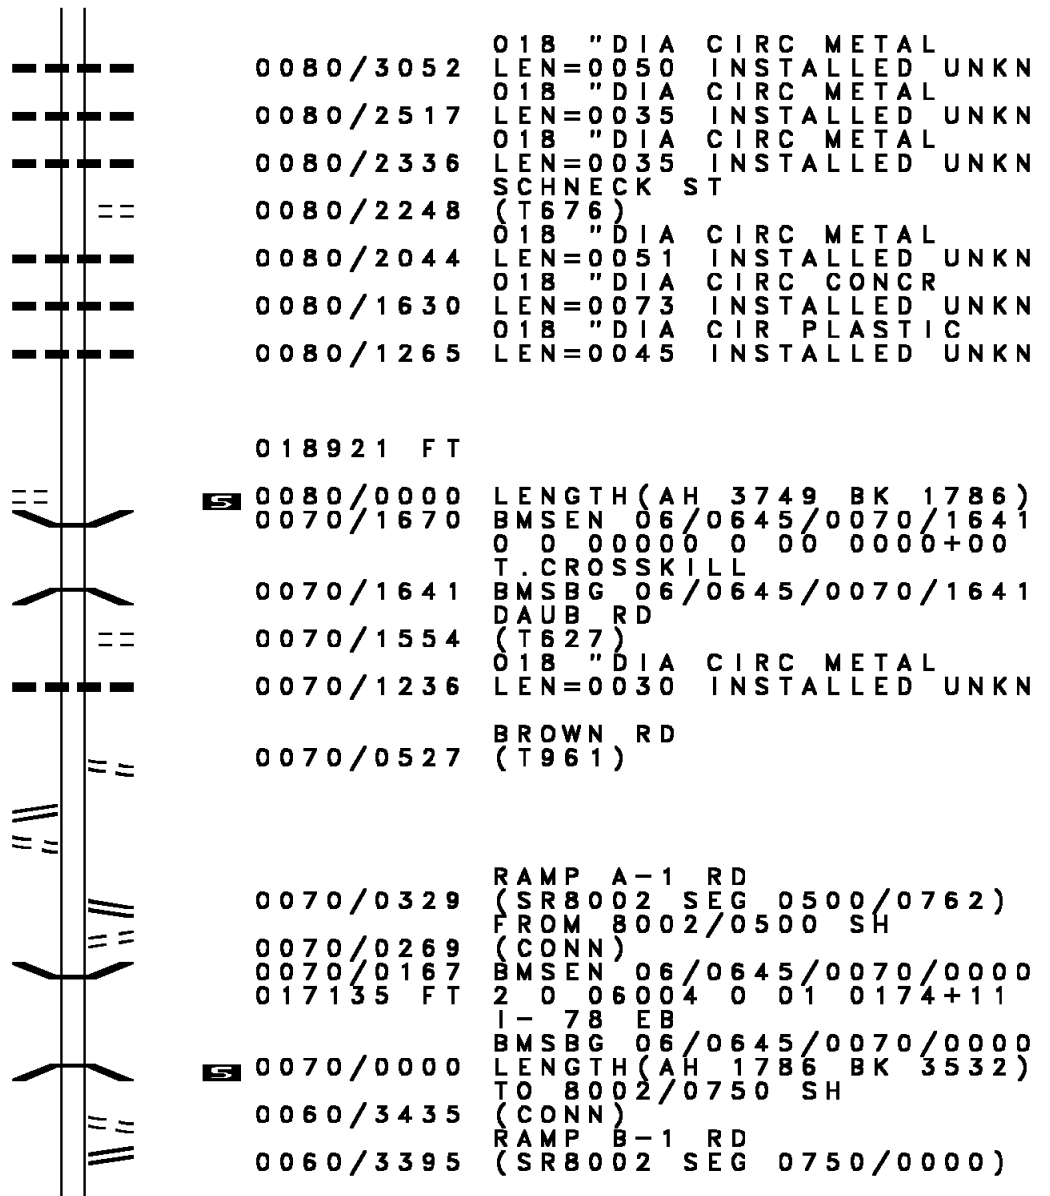 018 "DIA CIRC METAL
0080/3052 LEN=0050 INSTALLED UNKN
018 "DIA CIRC METAL
0080/2517 LEN=0035 INSTALLED UNKN
018 "DIA CIRC METAL
0080/2336 LEN=0035 INSTALLED UNKN
SCHNECK ST
0080/2248 (T676)
018 "DIA CIRC METAL
0080/2044 LEN=0051 INSTALLED UNKN
018 "DIA CIRC CONCR
0080/1630 LEN=0073 INSTALLED UNKN
018 "DIA CIR PLASTIC
0080/1265 LEN=0045 INSTALLED UNKN
018921 FT
S 0080/0000 LENGTH(AH 3749 BK 1786)
0070/1670 BMSEN 06/0645/0070/1641
0 0 00000 0 00 0000+00
T.CROSSKILL
0070/1641 BMSBG 06/0645/0070/1641
DAUB RD
0070/1554 (T627)
018 "DIA CIRC METAL
0070/1236 LEN=0030 INSTALLED UNKN
BROWN RD
0070/0527 (T961)
RAMP A-1 RD
0070/0329 (SR8002 SEG 0500/0762)
FROM 8002/0500 SH
0070/0269 (CONN)
0070/0167 BMSEN 06/0645/0070/0000
017135 FT 2 0 06004 0 01 0174+11
I- 78 EB
BMSBG 06/0645/0070/0000
S 0070/0000 LENGTH(AH 1786 BK 3532)
TO 8002/0750 SH
0060/3435 (CONN)
RAMP B-1 RD
0060/3395 (SR8002 SEG 0750/0000)